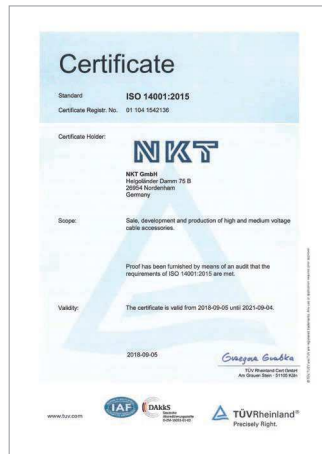 Certificate
Standard ISO 14001:2015
Certificate Registr. No. 01 104 1542136
Certificate Holder:
NKT
NKT GmbH
Helgoländer Damm 75 B
26954 Nordenham
Germany
Scope: Sale, development and production of high and medium voltage
cable accessories.
Proof has been furnished by means of an audit that the
requirements of ISO 14001:2015 are met.
Validity: The certificate is valid from 2018-09-05 until 2021-09-04.
2018-09-05
TÜV Rheinland Cert GmbH
Am Grauen Stein · 51105 Köln
www.tuv.com
IAF
DAkkS
Deutsche
Akkreditierungsstelle
TÜVRheinland®
Precisely Right.